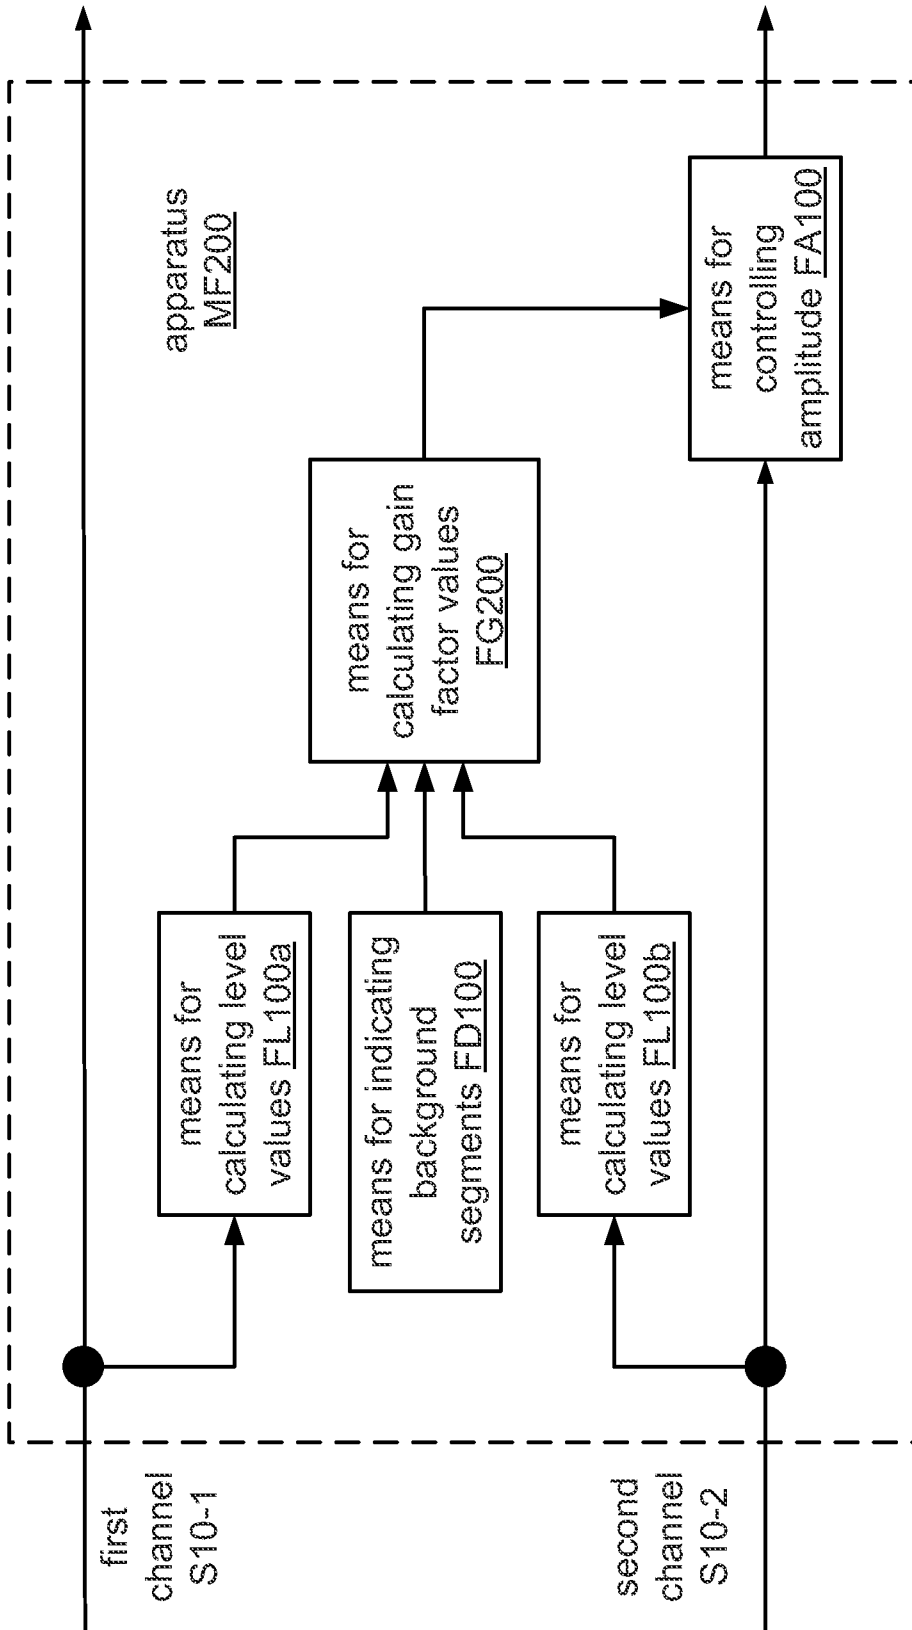 first
channel
S10-1
second
channel
S10-2
means for
calculating level
values FL100a
means for indicating
background
segments FD100
means for
calculating level
values FL100b
means for
calculating gain
factor values
FG200
apparatus
MF200
means for
controlling
amplitude FA100